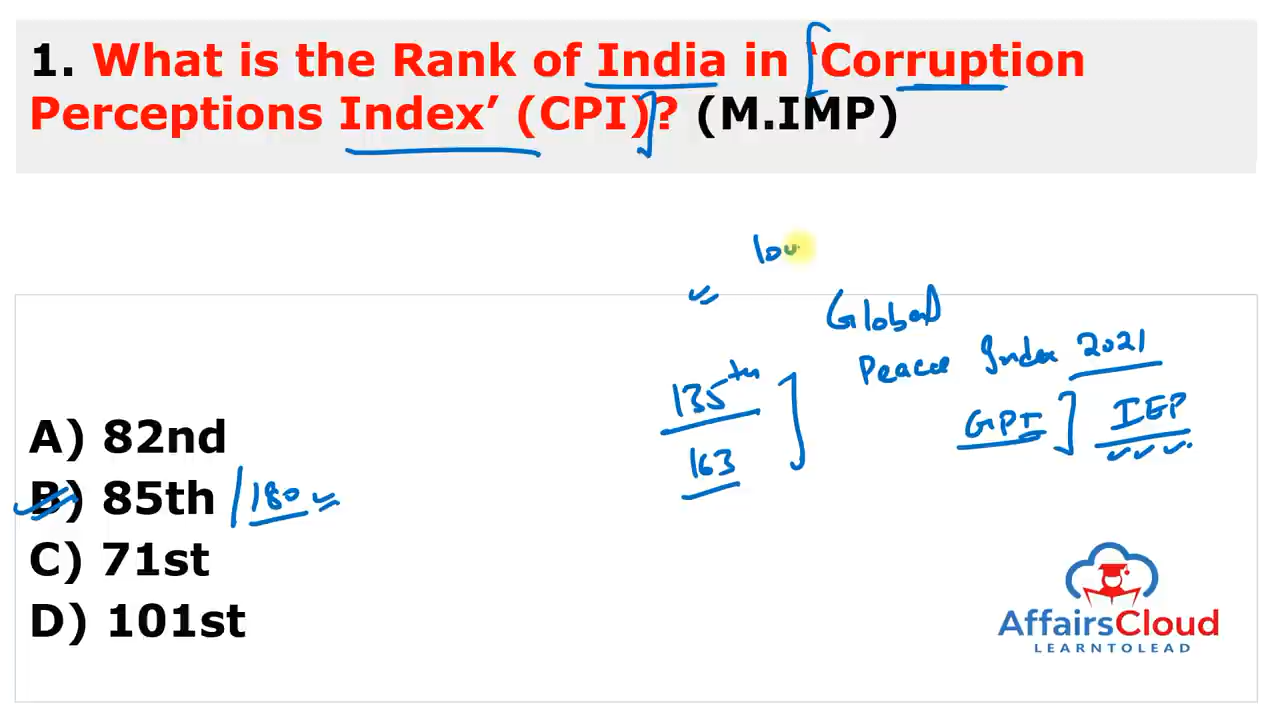 1. What is the Rank of India in ‘Corruption
Perceptions Index’ (CPI)? (M.IMP)
low
Global
Peace Index 2021
135th
163
GPI
IEP
A) 82nd
B) 85th /180
C) 71st
D) 101st
AffairsCloud
LEARNTOLEAD